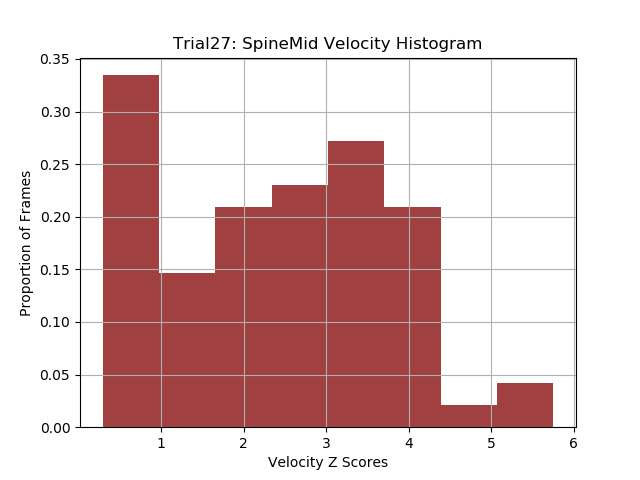 Trial27: SpineMid Velocity Histogram
0.35
0.30
0.25
0.20
0.15
0.10
0.05
0.00
Proportion of Frames
1 2 3 4 5 6
Velocity Z Scores